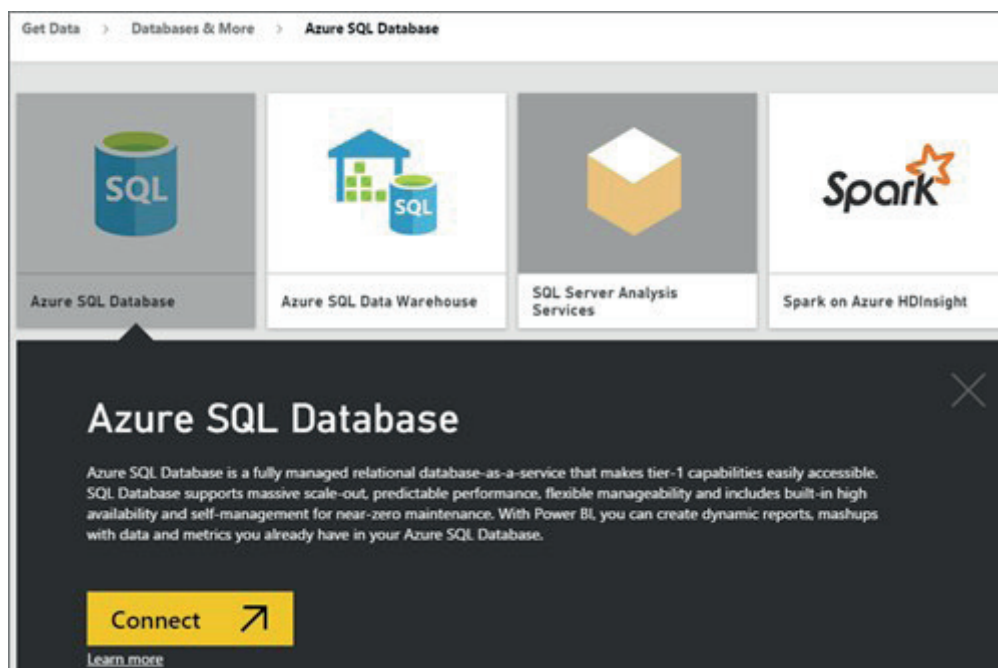 Get Data > Databases & More > Azure SQL Database
SQL
SQL
Spark
Azure SQL Database
Azure SQL Data Warehouse
SQL Server Analysis
Services
Spark on Azure HDInsight
Azure SQL Database
Azure SQL Database is a fully managed relational database-as-a-service that makes tier-1 capabilities easily accessible.
SQL Database supports massive scale-out, predictable performance, flexible manageability and includes built-in high
availability and self-management for near-zero maintenance. With Power BI, you can create dynamic reports, mashups
with data and metrics you already have in your Azure SQL Database.
Connect
Learn more